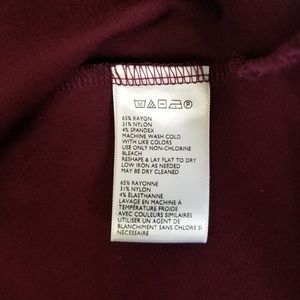 65% RAYON
31% NYLON
4% SPANDEX
MACHINE WASH COLD
WITH LIKE COLORS
USE ONLY NON-CHLORINE
BLEACH
RESHAPE & LAY FLAT TO DRY
LOW IRON AS NEEDED
MAY BE DRY CLEANED
65% RAYONNE
31% NYLON
4% ÉLASTHANNE
LAVAGE EN MACHINE À
TEMPÉRATURE FROIDE
AVEC COULEURS SIMILAIRES
UTILISER UN AGENT DE
BLANCHIMENT SANS CHLORE SI
NÉCESSAIRE